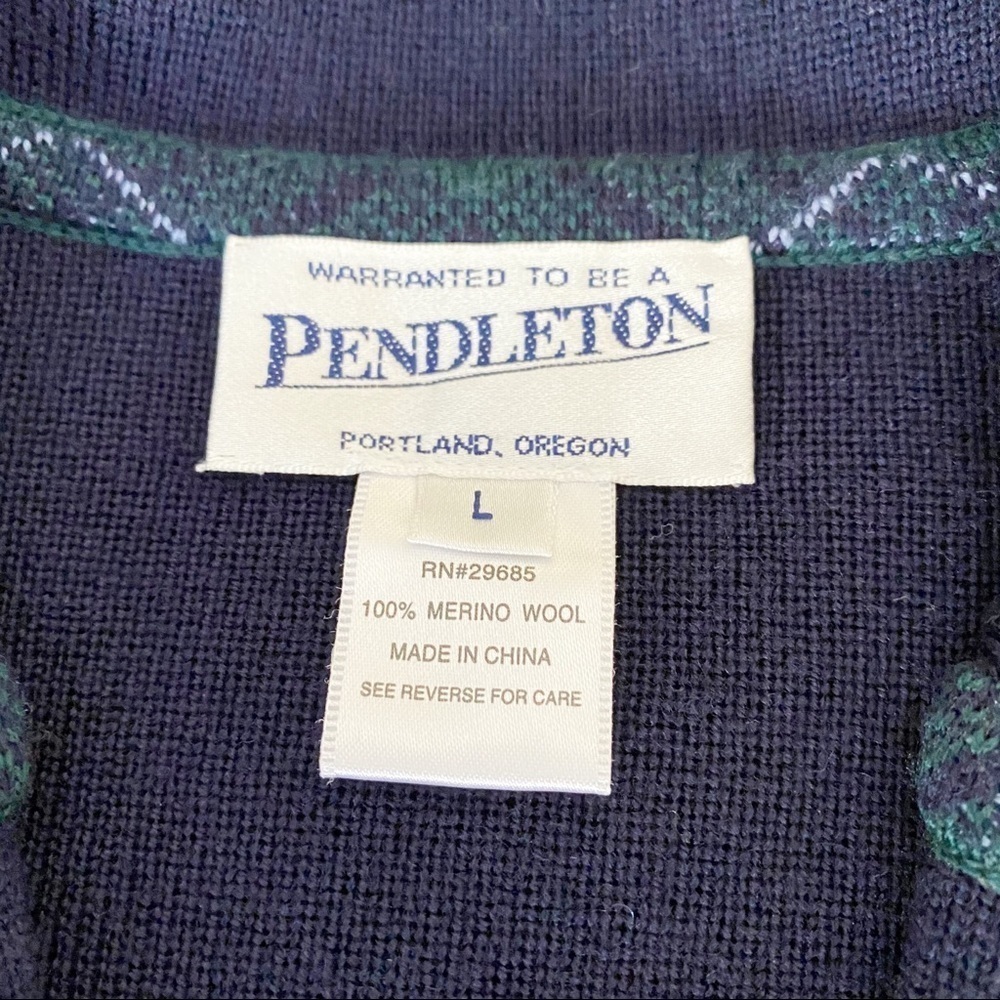 WARRANTED TO BE A
PENDLETON
PORTLAND, OREGON
L
RN#29685
100% MERINO WOOL
MADE IN CHINA
SEE REVERSE FOR CARE